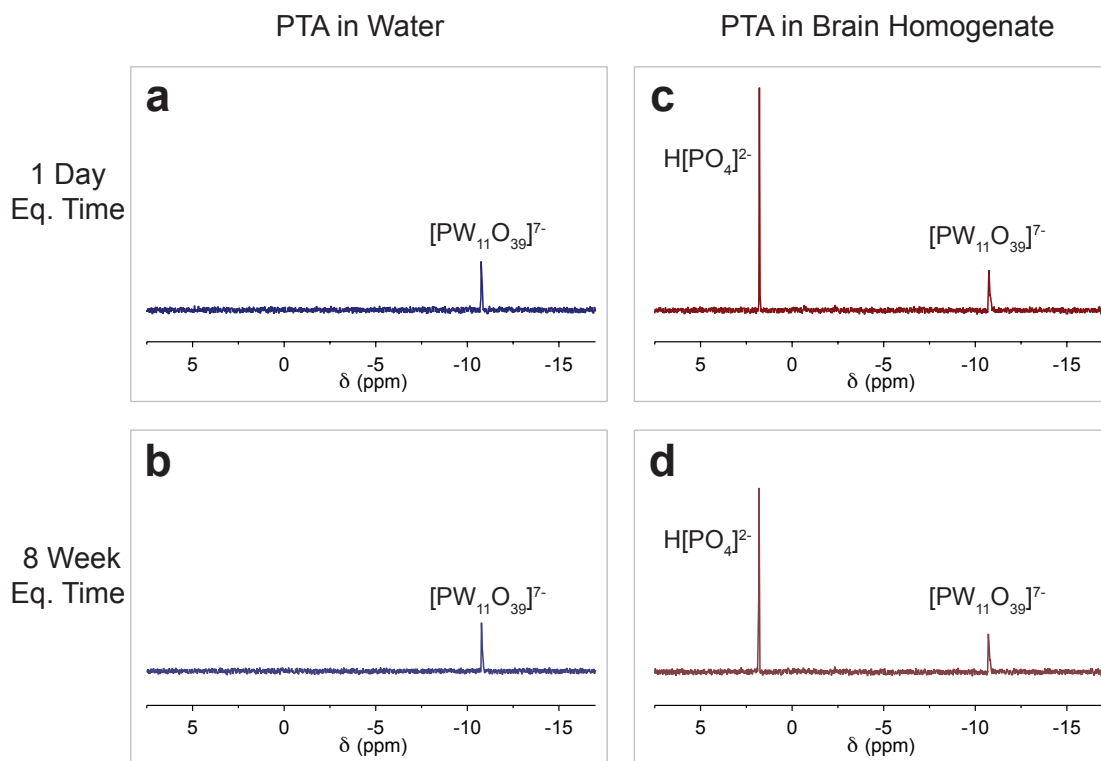 PTA in Water
PTA in Brain Homogenate
1 Day
Eq. Time
a
[PW₁₁O₃₉]⁷⁻
5 0 -5 -10 -15
δ (ppm)
c
H[PO₄]²⁻
[PW₁₁O₃₉]⁷⁻
5 0 -5 -10 -15
δ (ppm)
8 Week
Eq. Time
b
[PW₁₁O₃₉]⁷⁻
5 0 -5 -10 -15
δ (ppm)
d
H[PO₄]²⁻
[PW₁₁O₃₉]⁷⁻
5 0 -5 -10 -15
δ (ppm)